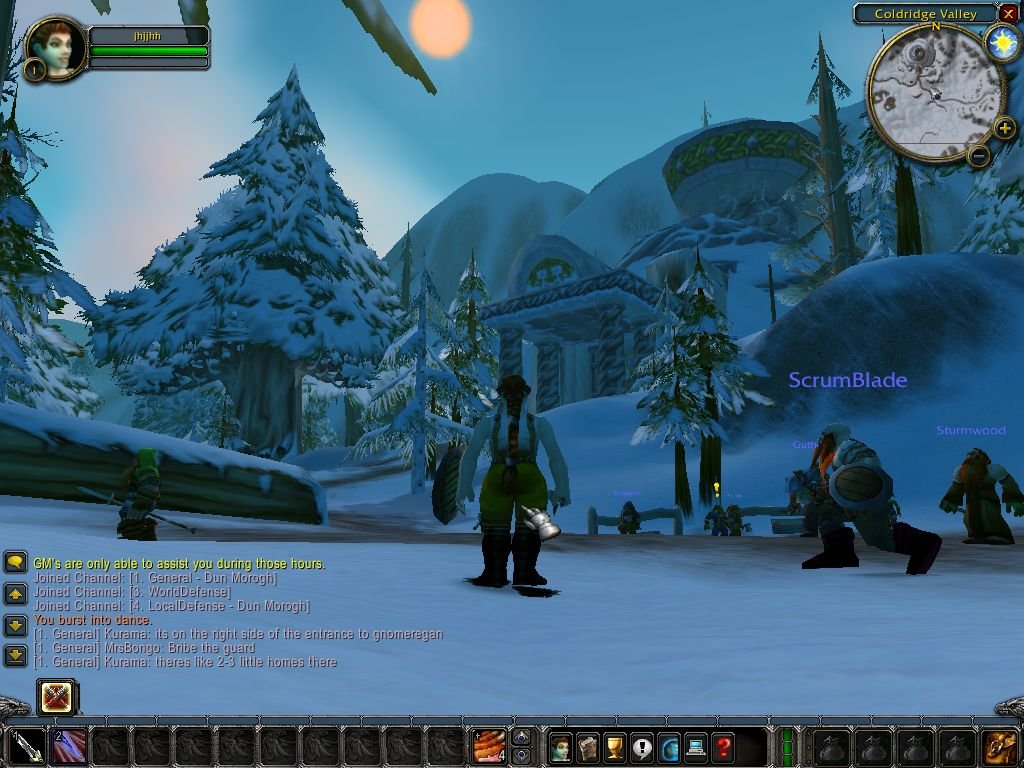 jhjjhh
1
Coldridge Valley
N
ScrumBlade
Sturmwood
GM's are only able to assist you during those hours.
Joined Channel: [1. General - Dun Morogh]
Joined Channel: [3. WorldDefense]
Joined Channel: [4. LocalDefense - Dun Morogh]
You burst into dance.
[1. General] Kurama: its on the right side of the entrance to gnomeregan
[1. General] MrsBongo: Bribe the guard
[1. General] Kurama: theres like 2-3 little homes there
1 2 4